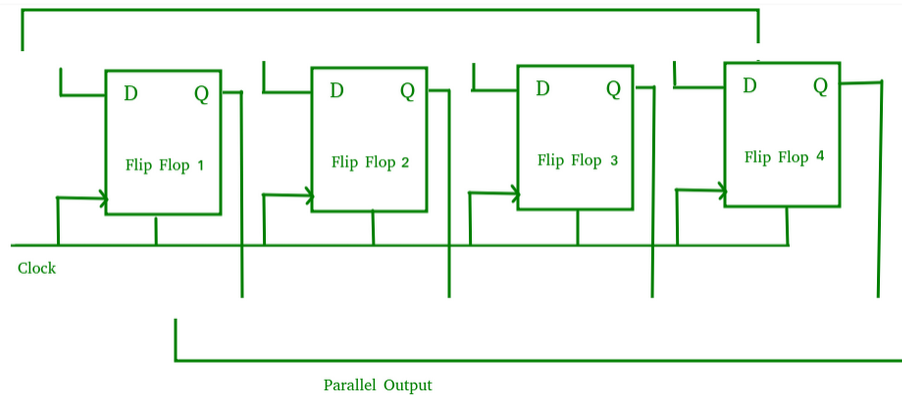 D Q D Q D Q D Q
Flip Flop 1 Flip Flop 2 Flip Flop 3 Flip Flop 4
Clock
Parallel Output